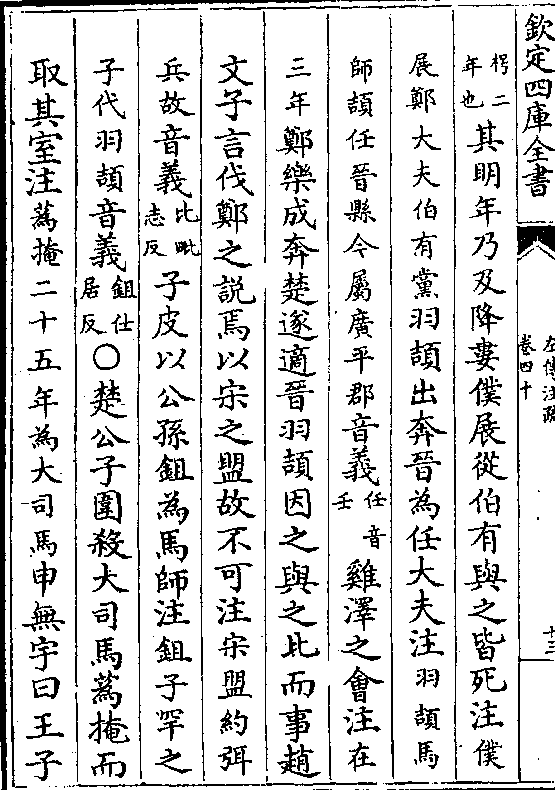 欽定四庫全書
左傳注疏
卷四十
十三
枵二
年也其明年乃及降婁僕展從伯有與之皆死注僕
展鄭大夫伯有黨羽頡出奔晉為任大夫注羽頡馬
師頡任晉縣今屬廣平郡音義任音
壬雞澤之會注在
三年鄭樂成奔楚遂適晉羽頡因之與之比而事趙
文子言伐鄭之説焉以宋之盟故不可注宋盟約弭
兵故音義比毗
志反子皮以公孫鉏為馬師注鉏子罕之
子代羽頡音義鉏仕
居反○楚公子圍殺大司馬蒍掩而
取其室注蒍掩二十五年為大司馬申無宇曰王子